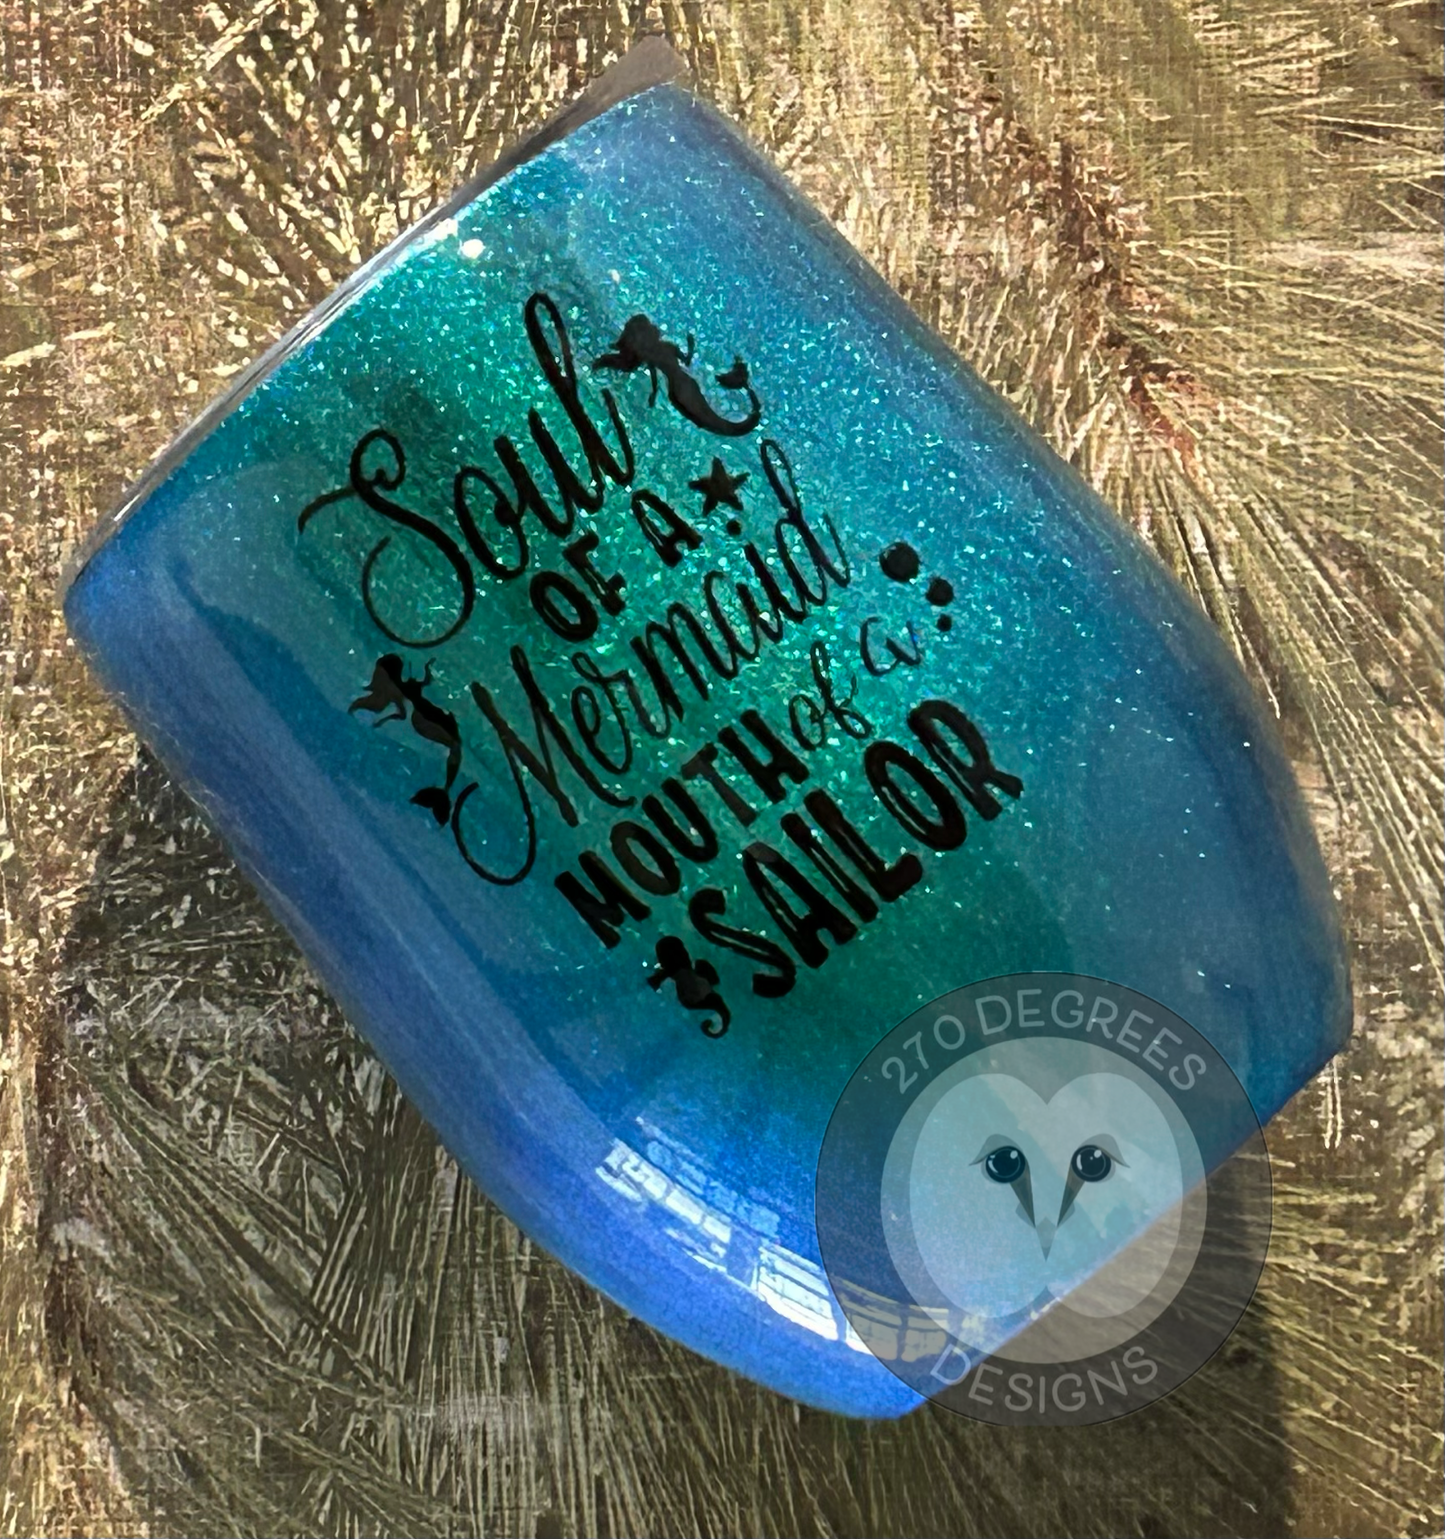 Soul
OF A
Mermaid
MOUTH of a
SAILOR
270 DEGREES
DESIGNS